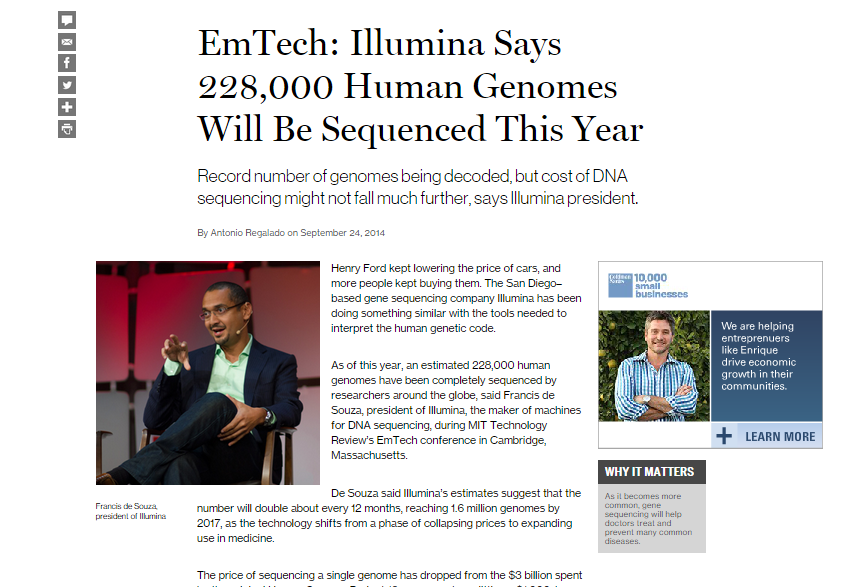 EmTech: Illumina Says
228,000 Human Genomes
Will Be Sequenced This Year
Record number of genomes being decoded, but cost of DNA
sequencing might not fall much further, says Illumina president.
By Antonio Regalado on September 24, 2014
Henry Ford kept lowering the price of cars, and
more people kept buying them. The San Diego–
based gene sequencing company Illumina has been
doing something similar with the tools needed to
interpret the human genetic code.
As of this year, an estimated 228,000 human
genomes have been completely sequenced by
researchers around the globe, said Francis de
Souza, president of Illumina, the maker of machines
for DNA sequencing, during MIT Technology
Review's EmTech conference in Cambridge,
Massachusetts.
Francis de Souza,
president of Illumina
De Souza said Illumina's estimates suggest that the
number will double about every 12 months, reaching 1.6 million genomes by
2017, as the technology shifts from a phase of collapsing prices to expanding
use in medicine.
The price of sequencing a single genome has dropped from the $3 billion spent
Goldman
Sachs
10,000
small
businesses
We are helping
entreprenuers
like Enrique
drive economic
growth in their
communities.
LEARN MORE
WHY IT MATTERS
As it becomes more
common, gene
sequencing will help
doctors treat and
prevent many common
diseases.